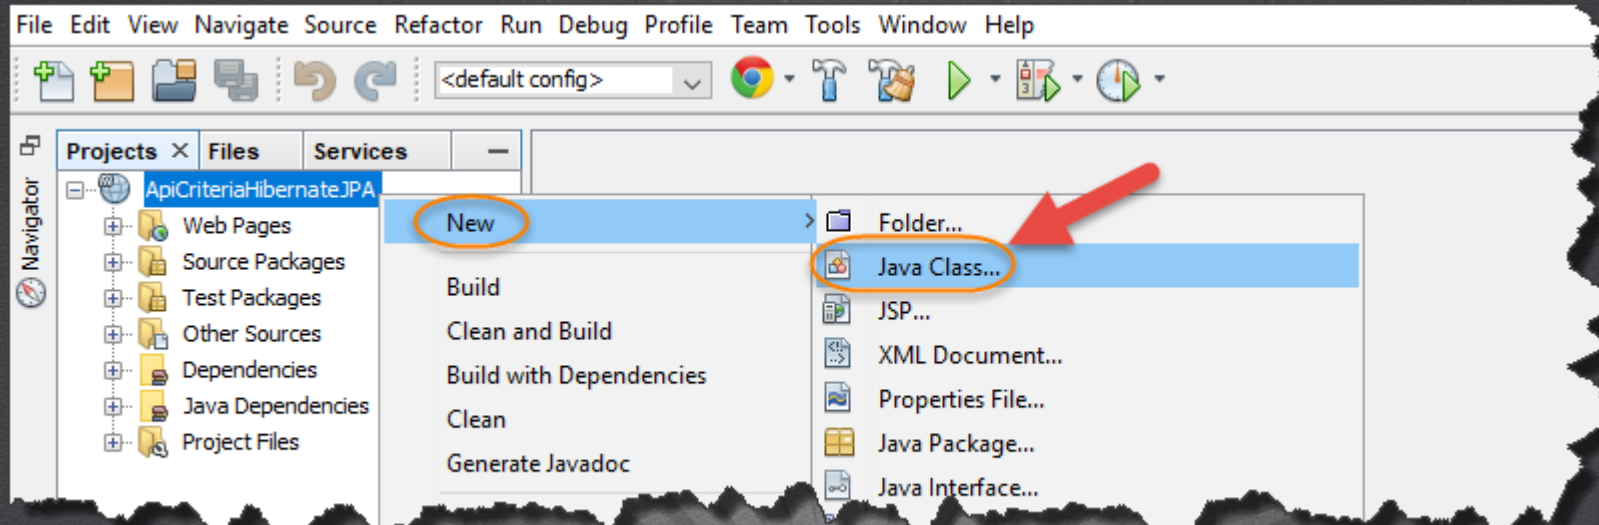 File Edit View Navigate Source Refactor Run Debug Profile Team Tools Window Help
<default config>
Projects Files Services
Navigator
ApiCriteriaHibernateJPA
Web Pages
Source Packages
Test Packages
Other Sources
Dependencies
Java Dependencies
Project Files
New
Build
Clean and Build
Build with Dependencies
Clean
Generate Javadoc
Folder...
Java Class...
JSP...
XML Document...
Properties File...
Java Package...
Java Interface...